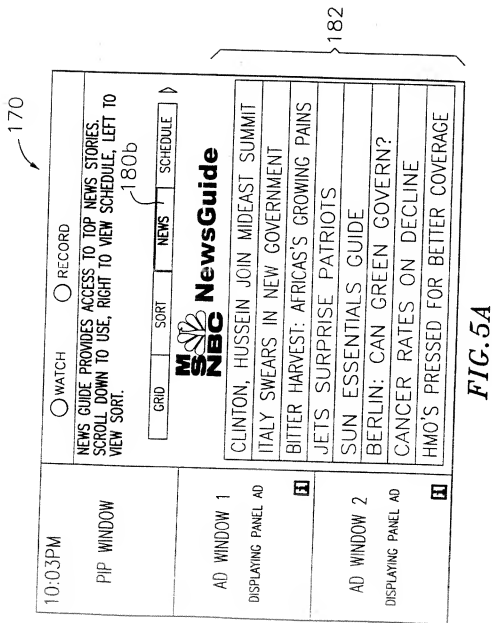 170
10:03PM
PIP WINDOW
AD WINDOW 1
DISPLAYING PANEL AD
i
AD WINDOW 2
DISPLAYING PANEL AD
i
WATCH RECORD
NEWS GUIDE PROVIDES ACCESS TO TOP NEWS STORIES.
SCROLL DOWN TO USE, RIGHT TO VIEW SCHEDULE, LEFT TO
VIEW SORT.
180b
GRID SORT NEWS SCHEDULE
MSNBC NewsGuide
CLINTON, HUSSEIN JOIN MIDEAST SUMMIT
ITALY SWEARS IN NEW GOVERNMENT
BITTER HARVEST: AFRICAS'S GROWING PAINS
JETS SURPRISE PATRIOTS
SUN ESSENTIALS GUIDE
BERLIN: CAN GREEN GOVERN?
CANCER RATES ON DECLINE
HMO'S PRESSED FOR BETTER COVERAGE
182
FIG.5A